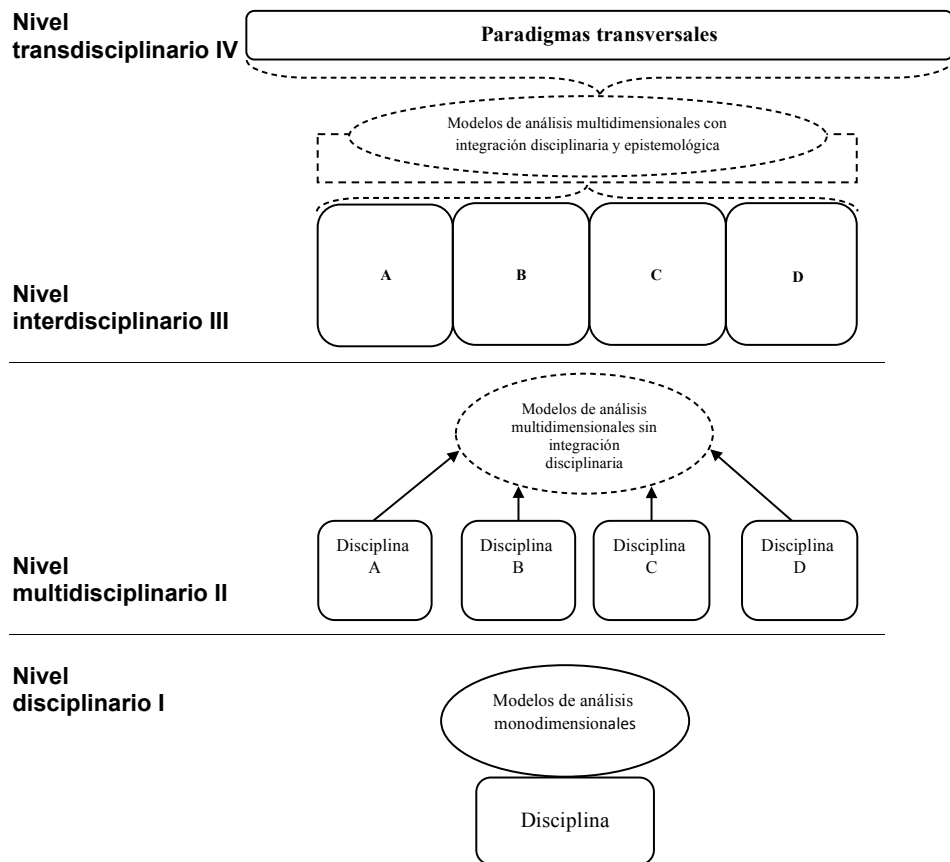 Nivel
transdisciplinario IV
Paradigmas transversales
Modelos de análisis multidimensionales con
integración disciplinaria y epistemológica
A
B
C
D
Nivel
interdisciplinario III
Modelos de análisis
multidimensionales sin
integración
disciplinaria
Disciplina
A
Disciplina
B
Disciplina
C
Disciplina
D
Nivel
multidisciplinario II
Nivel
disciplinario I
Modelos de análisis
monodimensionales
Disciplina